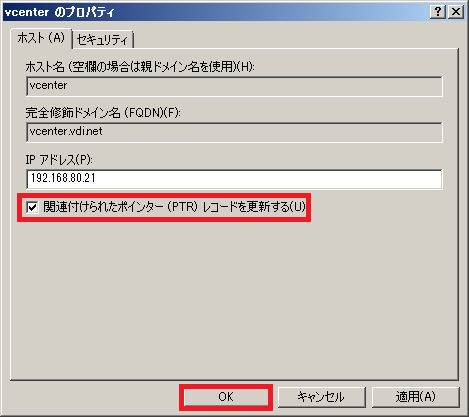 vcenter のプロパティ
ホスト (A) セキュリティ
ホスト名 (空欄の場合は親ドメイン名を使用)(H):
vcenter
完全修飾ドメイン名 (FQDN)(F):
vcenter.vdi.net
IP アドレス(P):
192.168.80.21
関連付けられたポインター (PTR) レコードを更新する(U)
OK キャンセル 適用(A)